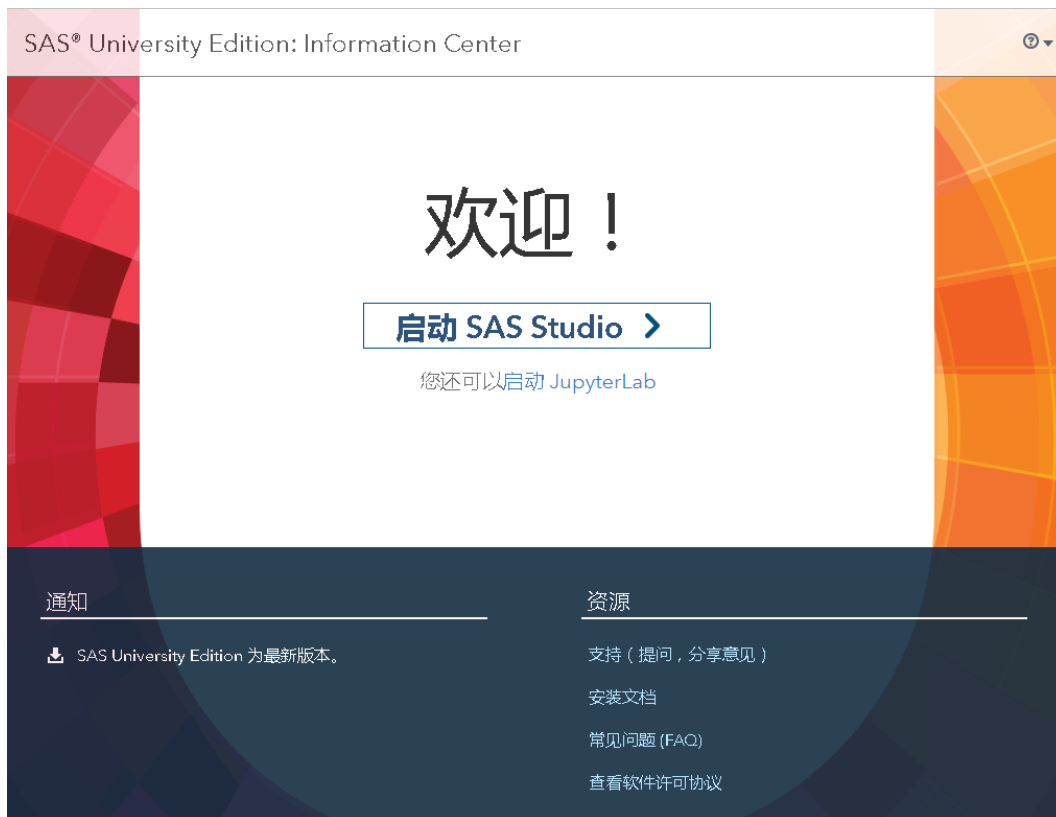 SAS® University Edition: Information Center
欢迎！
启动 SAS Studio
您还可以启动 JupyterLab
通知
SAS University Edition 为最新版本。
资源
支持（提问，分享意见）
安装文档
常见问题 (FAQ)
查看软件许可协议